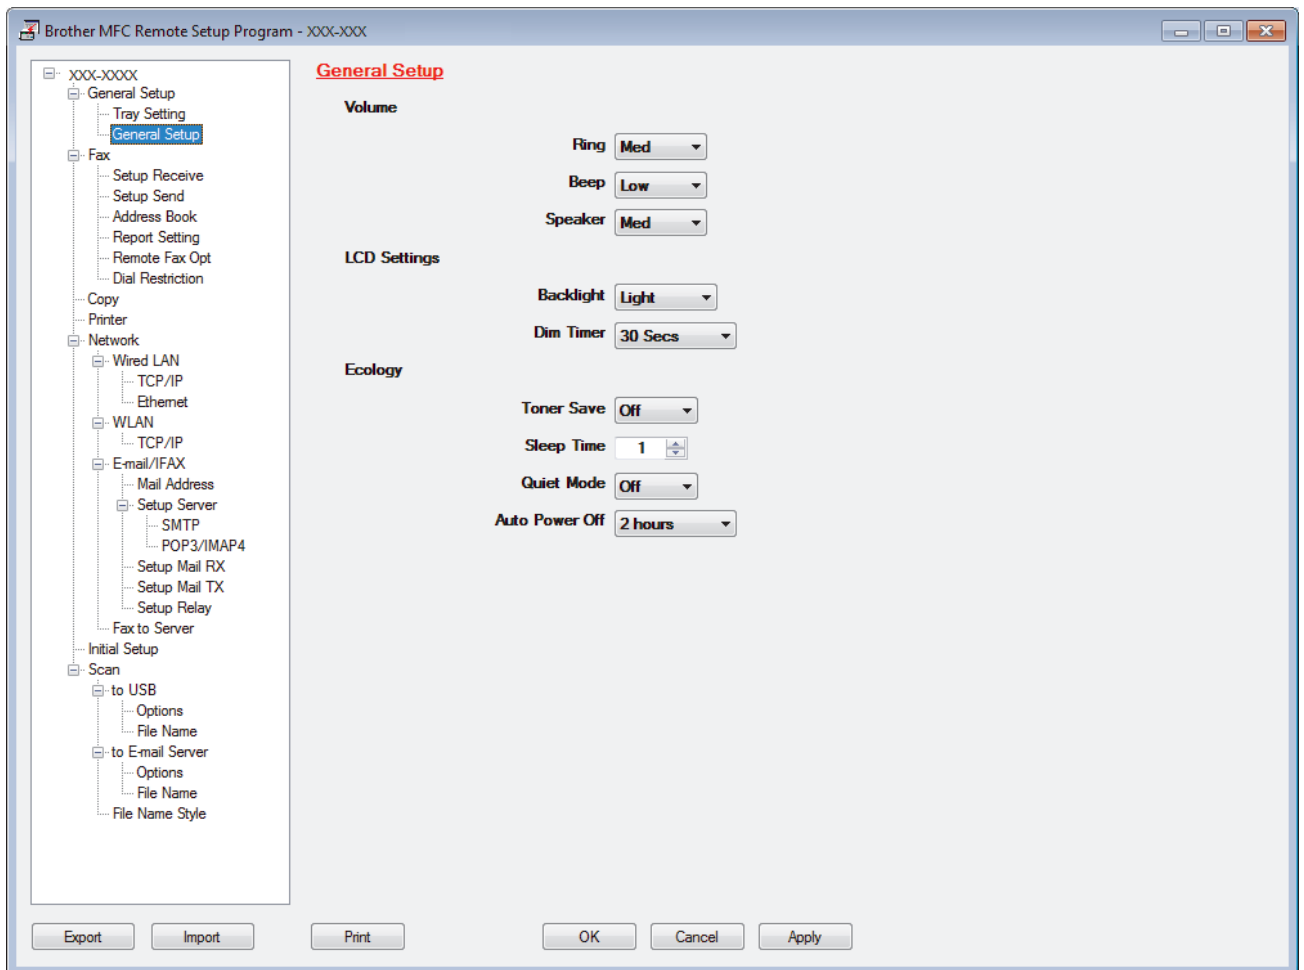 Brother MFC Remote Setup Program - XXX-XXX
XXX-XXXX
General Setup
Tray Setting
General Setup
Fax
Setup Receive
Setup Send
Address Book
Report Setting
Remote Fax Opt
Dial Restriction
Copy
Printer
Network
Wired LAN
TCP/IP
Ethernet
WLAN
TCP/IP
E-mail/IFAX
Mail Address
Setup Server
SMTP
POP3/IMAP4
Setup Mail RX
Setup Mail TX
Setup Relay
Fax to Server
Initial Setup
Scan
to USB
Options
File Name
to E-mail Server
Options
File Name
File Name Style
General Setup
Volume
Ring Med
Beep Low
Speaker Med
LCD Settings
Backlight Light
Dim Timer 30 Secs
Ecology
Toner Save Off
Sleep Time 1
Quiet Mode Off
Auto Power Off 2 hours
Export Import Print OK Cancel Apply